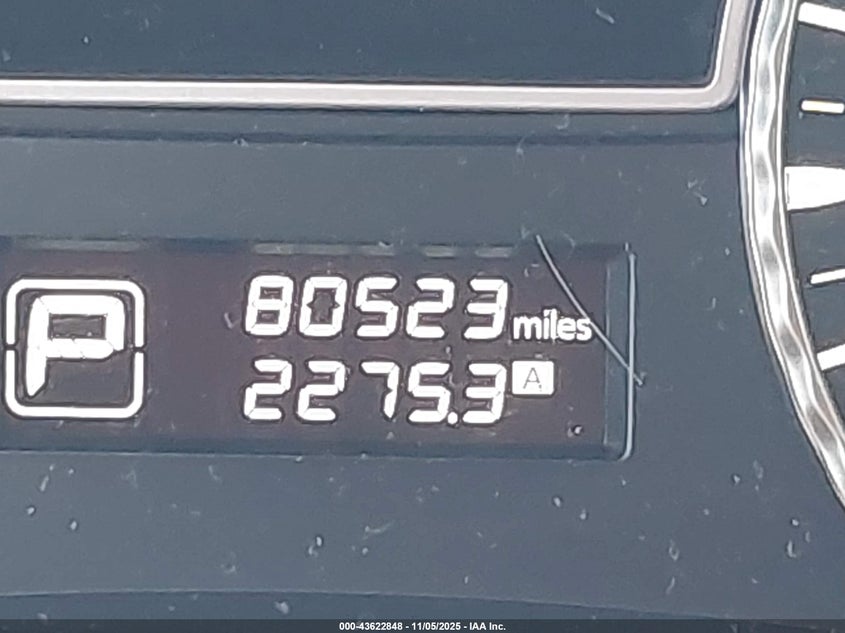 P
80523 miles
2275.3 A
000-43622848 - 11/05/2025 - IAA Inc.